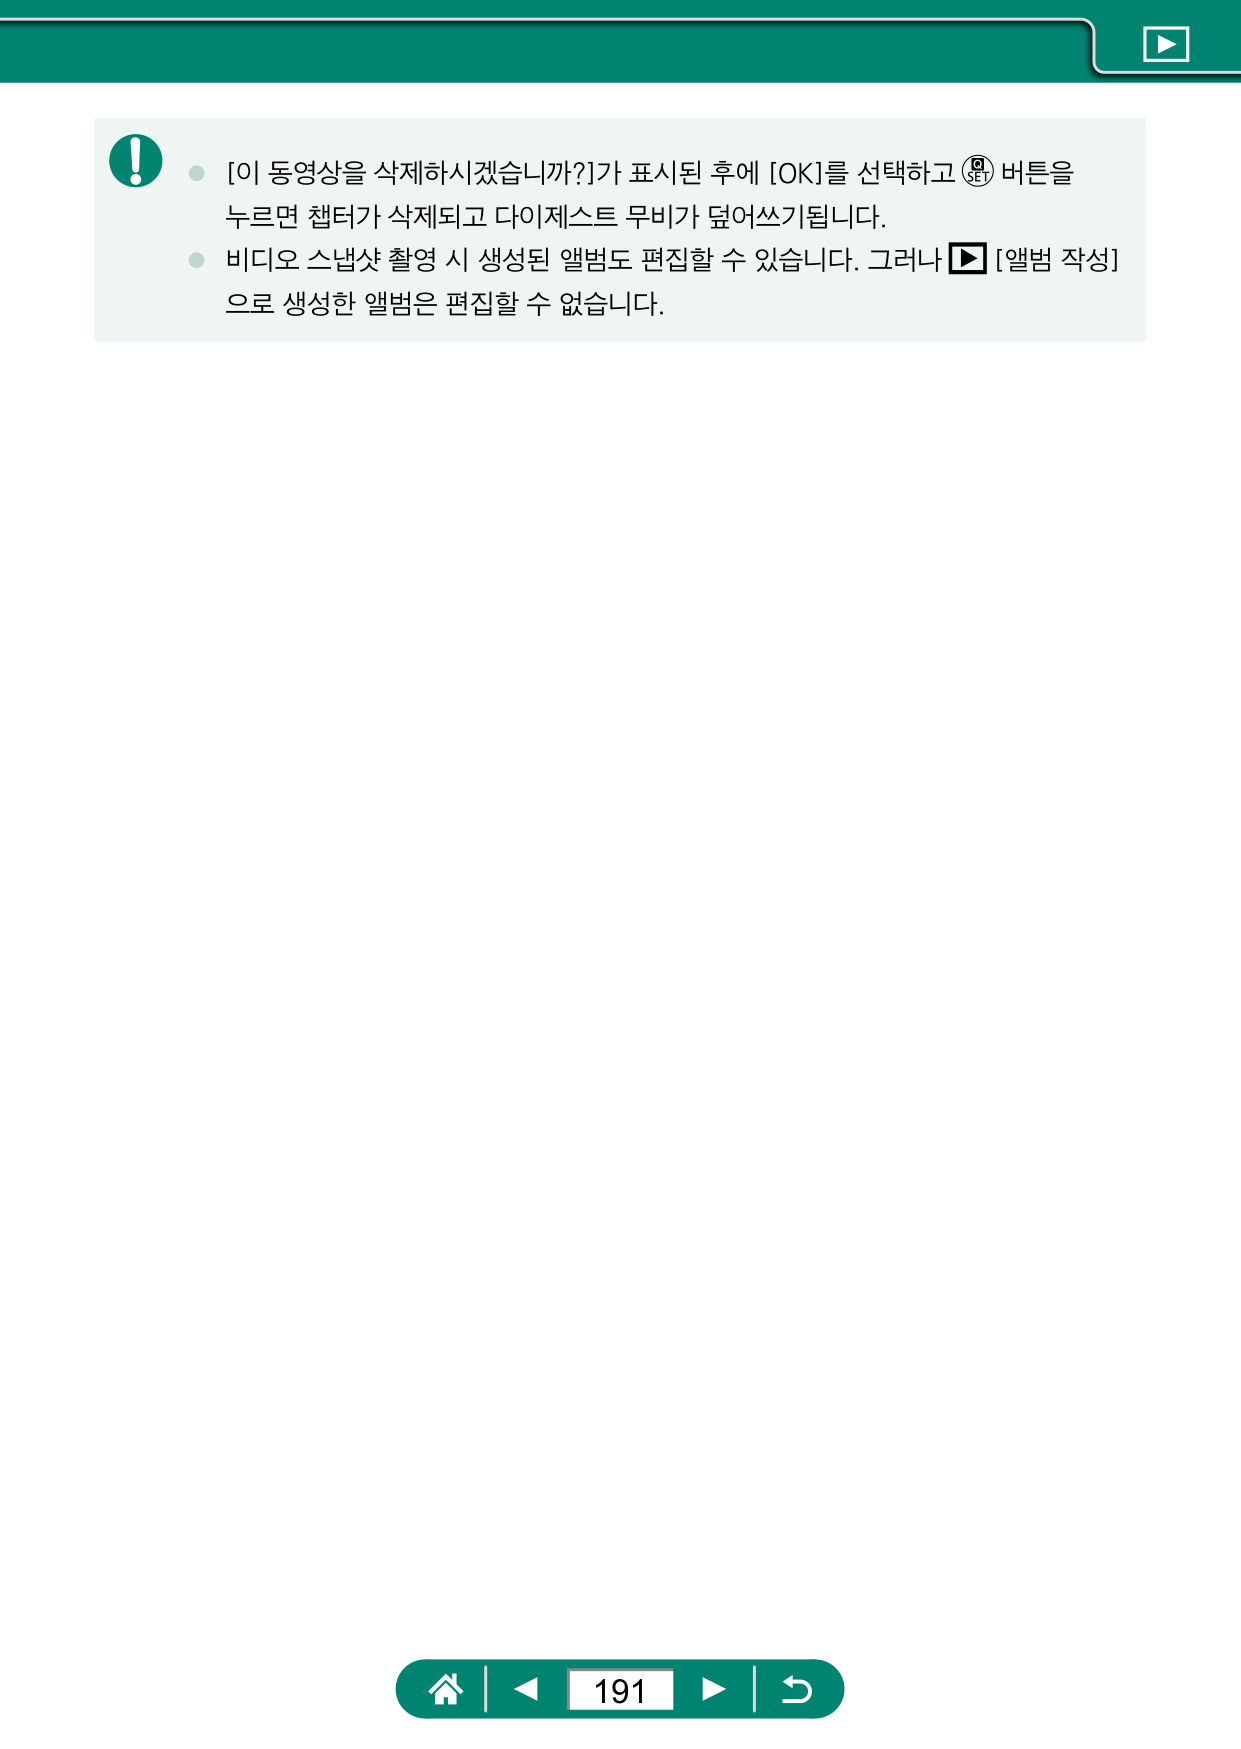 [이 동영상을 삭제하시겠습니까?]가 표시된 후에 [OK]를 선택하고 Q SET 버튼을
누르면 챕터가 삭제되고 다이제스트 무비가 덮어쓰기됩니다.
비디오 스냅샷 촬영 시 생성된 앨범도 편집할 수 있습니다. 그러나 [앨범 작성]
으로 생성한 앨범은 편집할 수 없습니다.
191